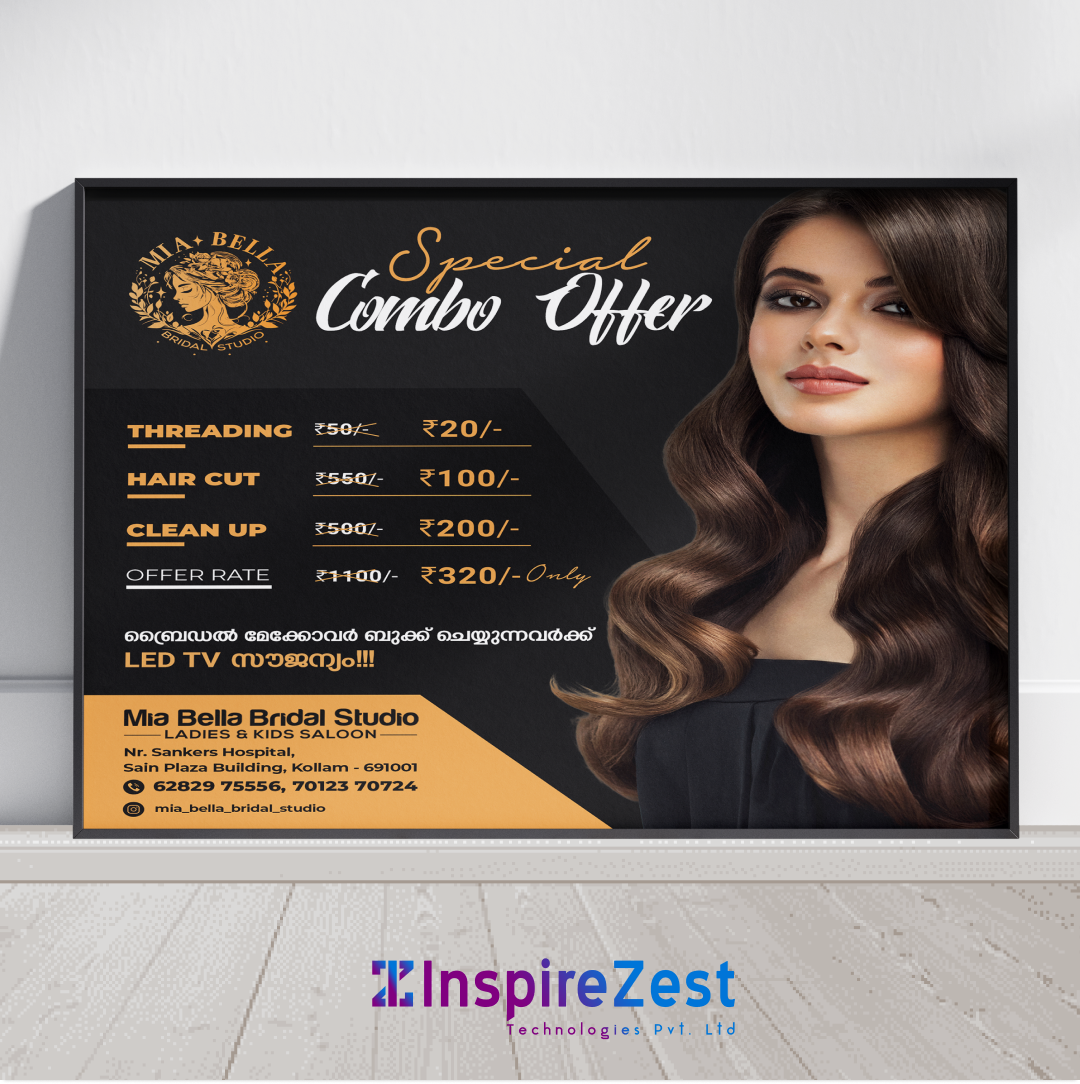 MIA BELLA
BRIDAL STUDIO
Special
Combo Offer
THREADING ₹50/- ₹20/-
HAIR CUT ₹550/- ₹100/-
CLEAN UP ₹500/- ₹200/-
OFFER RATE ₹1100/- ₹320/- Only
ബ്രൈഡൽ മേക്കോവർ ബുക്ക് ചെയ്യുന്നവർക്ക്
LED TV സൗജന്യം!!!
Mia Bella Bridal Studio
LADIES & KIDS SALOON
Nr. Sankers Hospital,
Sain Plaza Building, Kollam - 691001
62829 75556, 70123 70724
mia_bella_bridal_studio
InspireZest
Technologies Pvt. Ltd